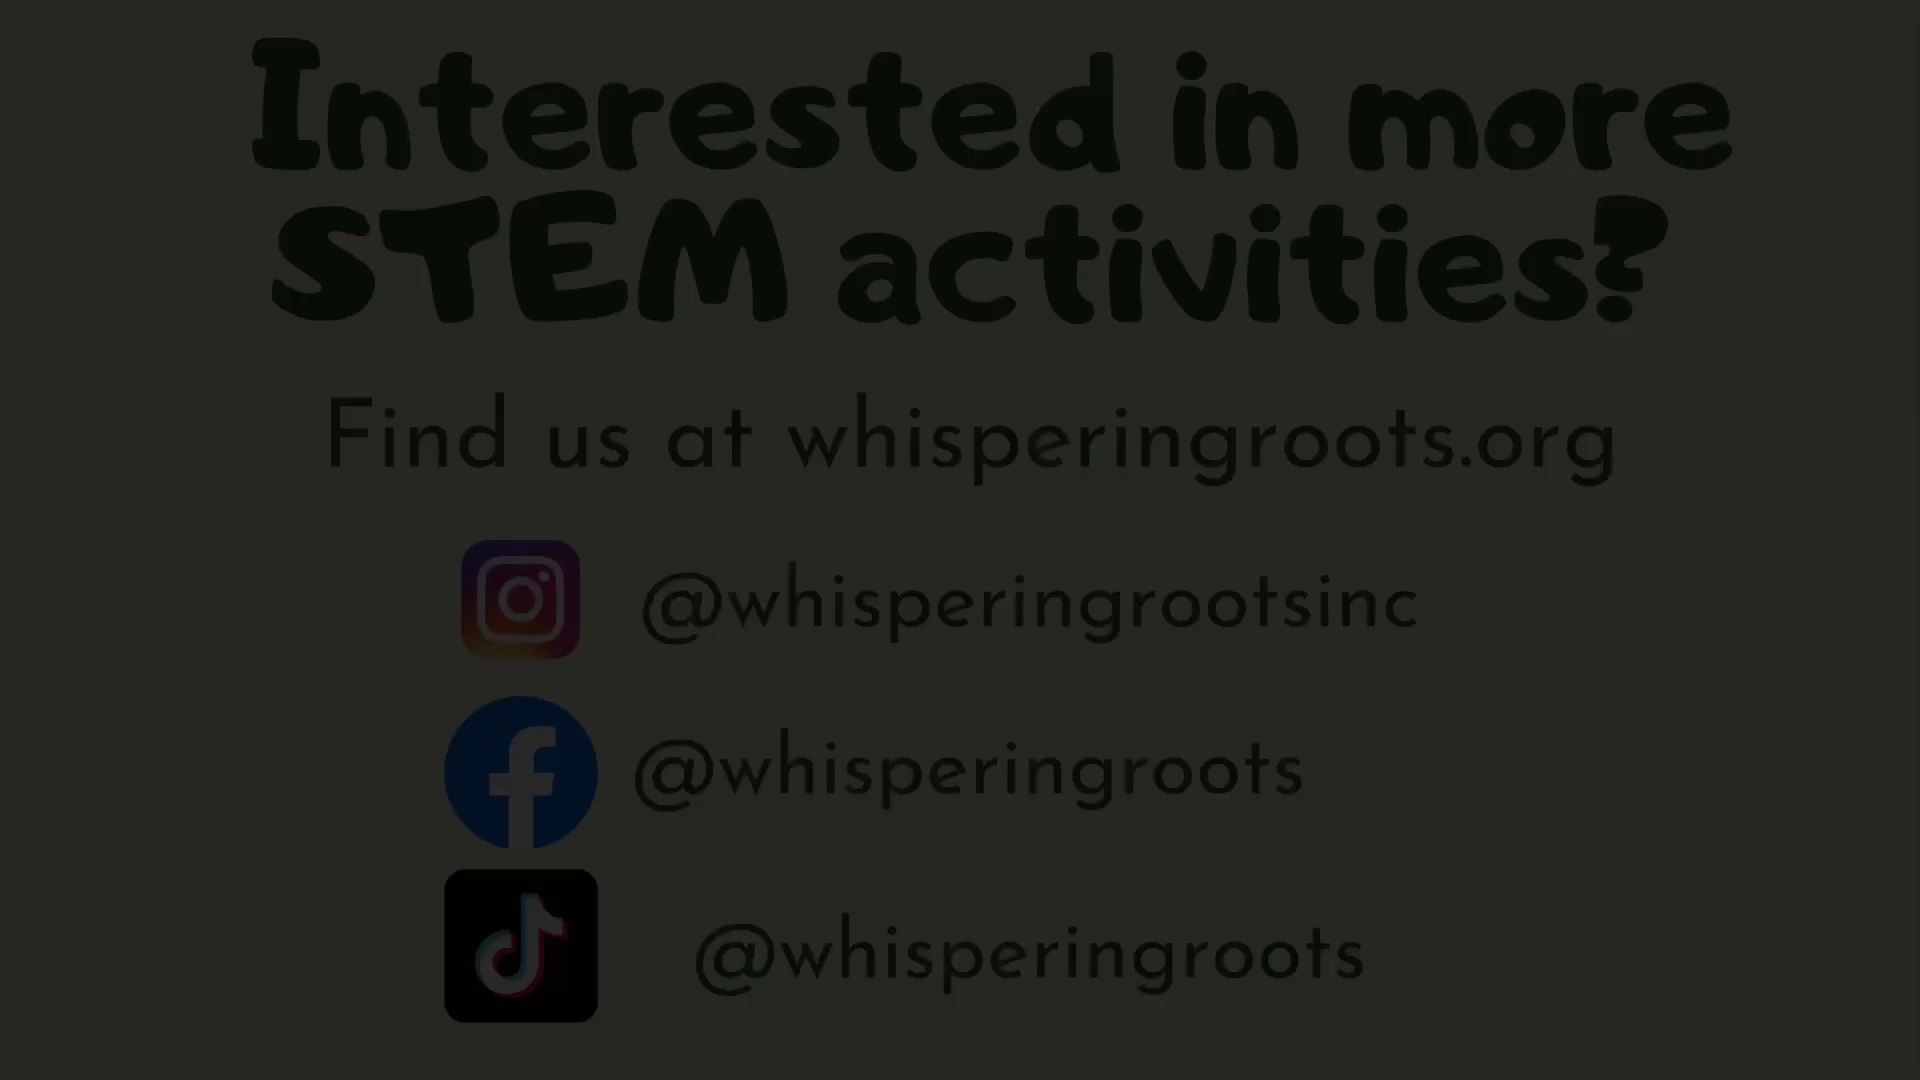 Interested in more
STEM activities?
Find us at whisperingroots.org
@whisperingrootsinc
@whisperingroots
@whisperingroots